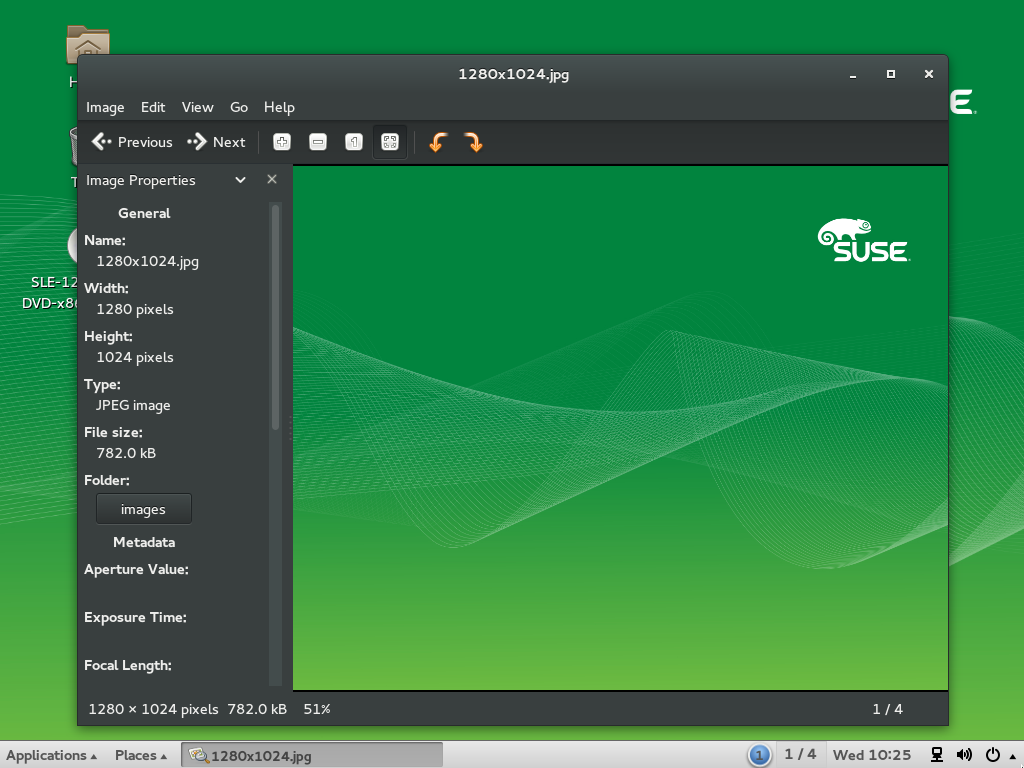 1280x1024.jpg
Image Edit View Go Help
Previous Next
Image Properties
General
Name:
1280x1024.jpg
Width:
1280 pixels
Height:
1024 pixels
Type:
JPEG image
File size:
782.0 kB
Folder:
images
Metadata
Aperture Value:
Exposure Time:
Focal Length:
SUSE
SLE-12
DVD-x86
1280 × 1024 pixels 782.0 kB 51% 1 / 4
Applications Places 1280x1024.jpg 1 1 / 4 Wed 10:25